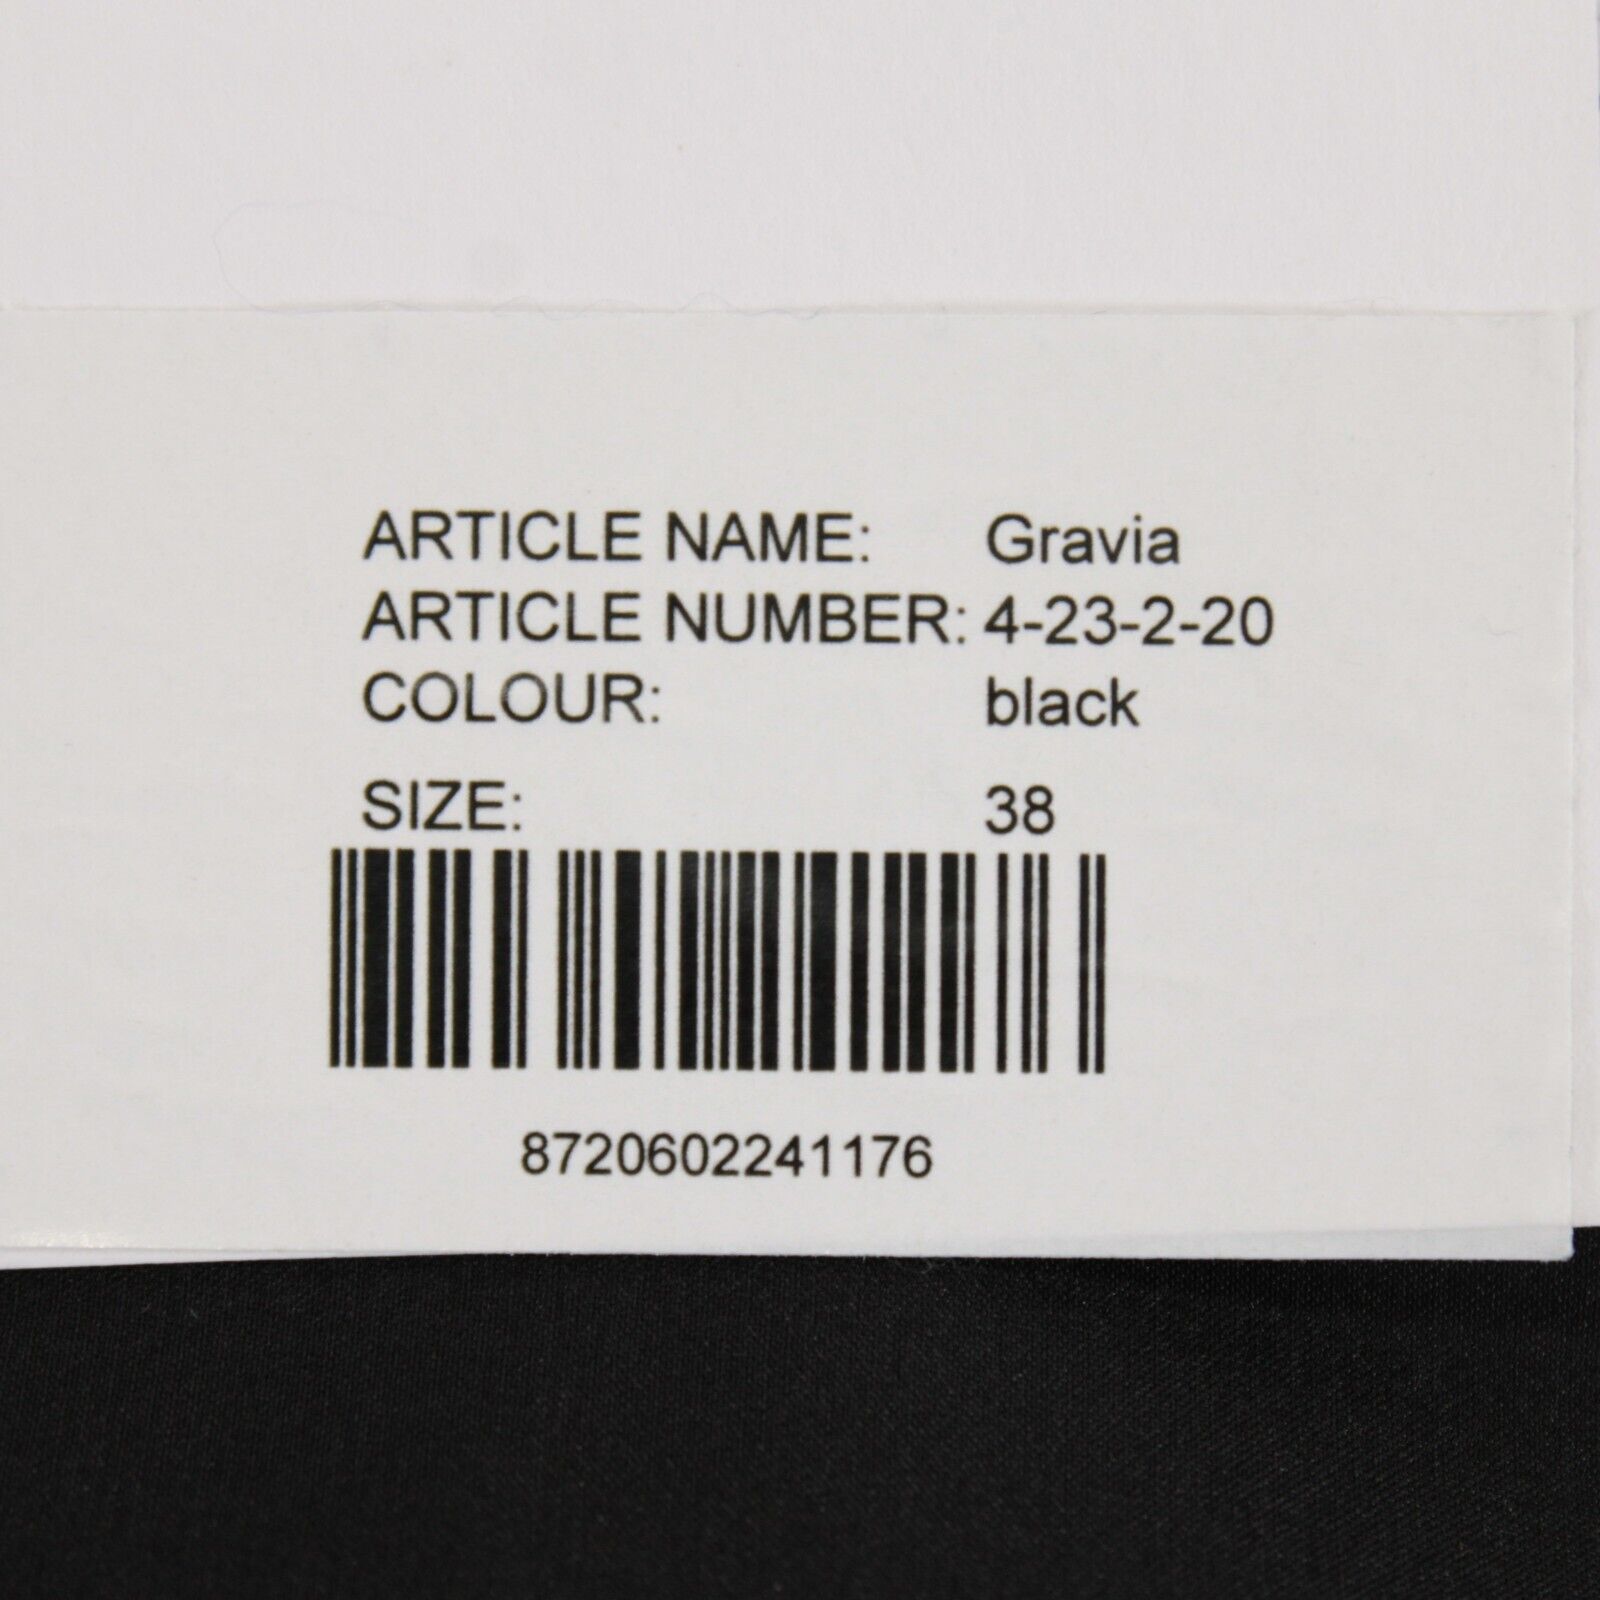 ARTICLE NAME: Gravia
ARTICLE NUMBER: 4-23-2-20
COLOUR: black
SIZE: 38
8720602241176